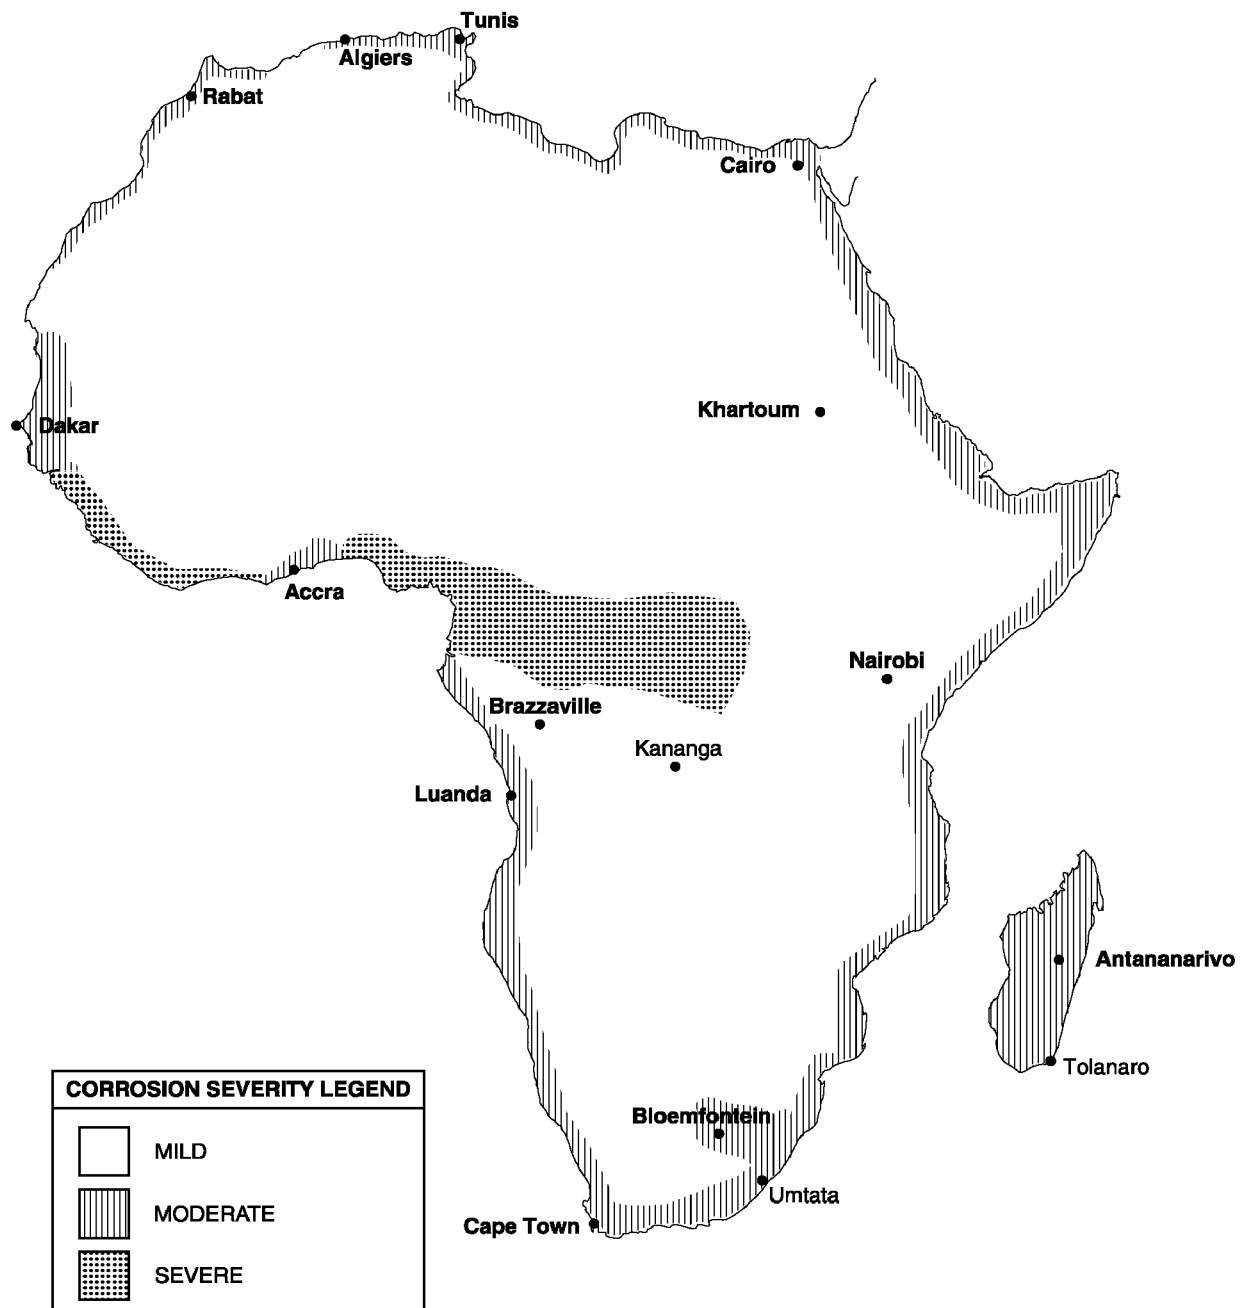 Tunis
Algiers
Rabat
Cairo
Khartoum
Dakar
Accra
Nairobi
Brazzaville
Kananga
Luanda
Antananarivo
Tolanaro
Bloemfontein
Umtata
Cape Town
CORROSION SEVERITY LEGEND
MILD
MODERATE
SEVERE